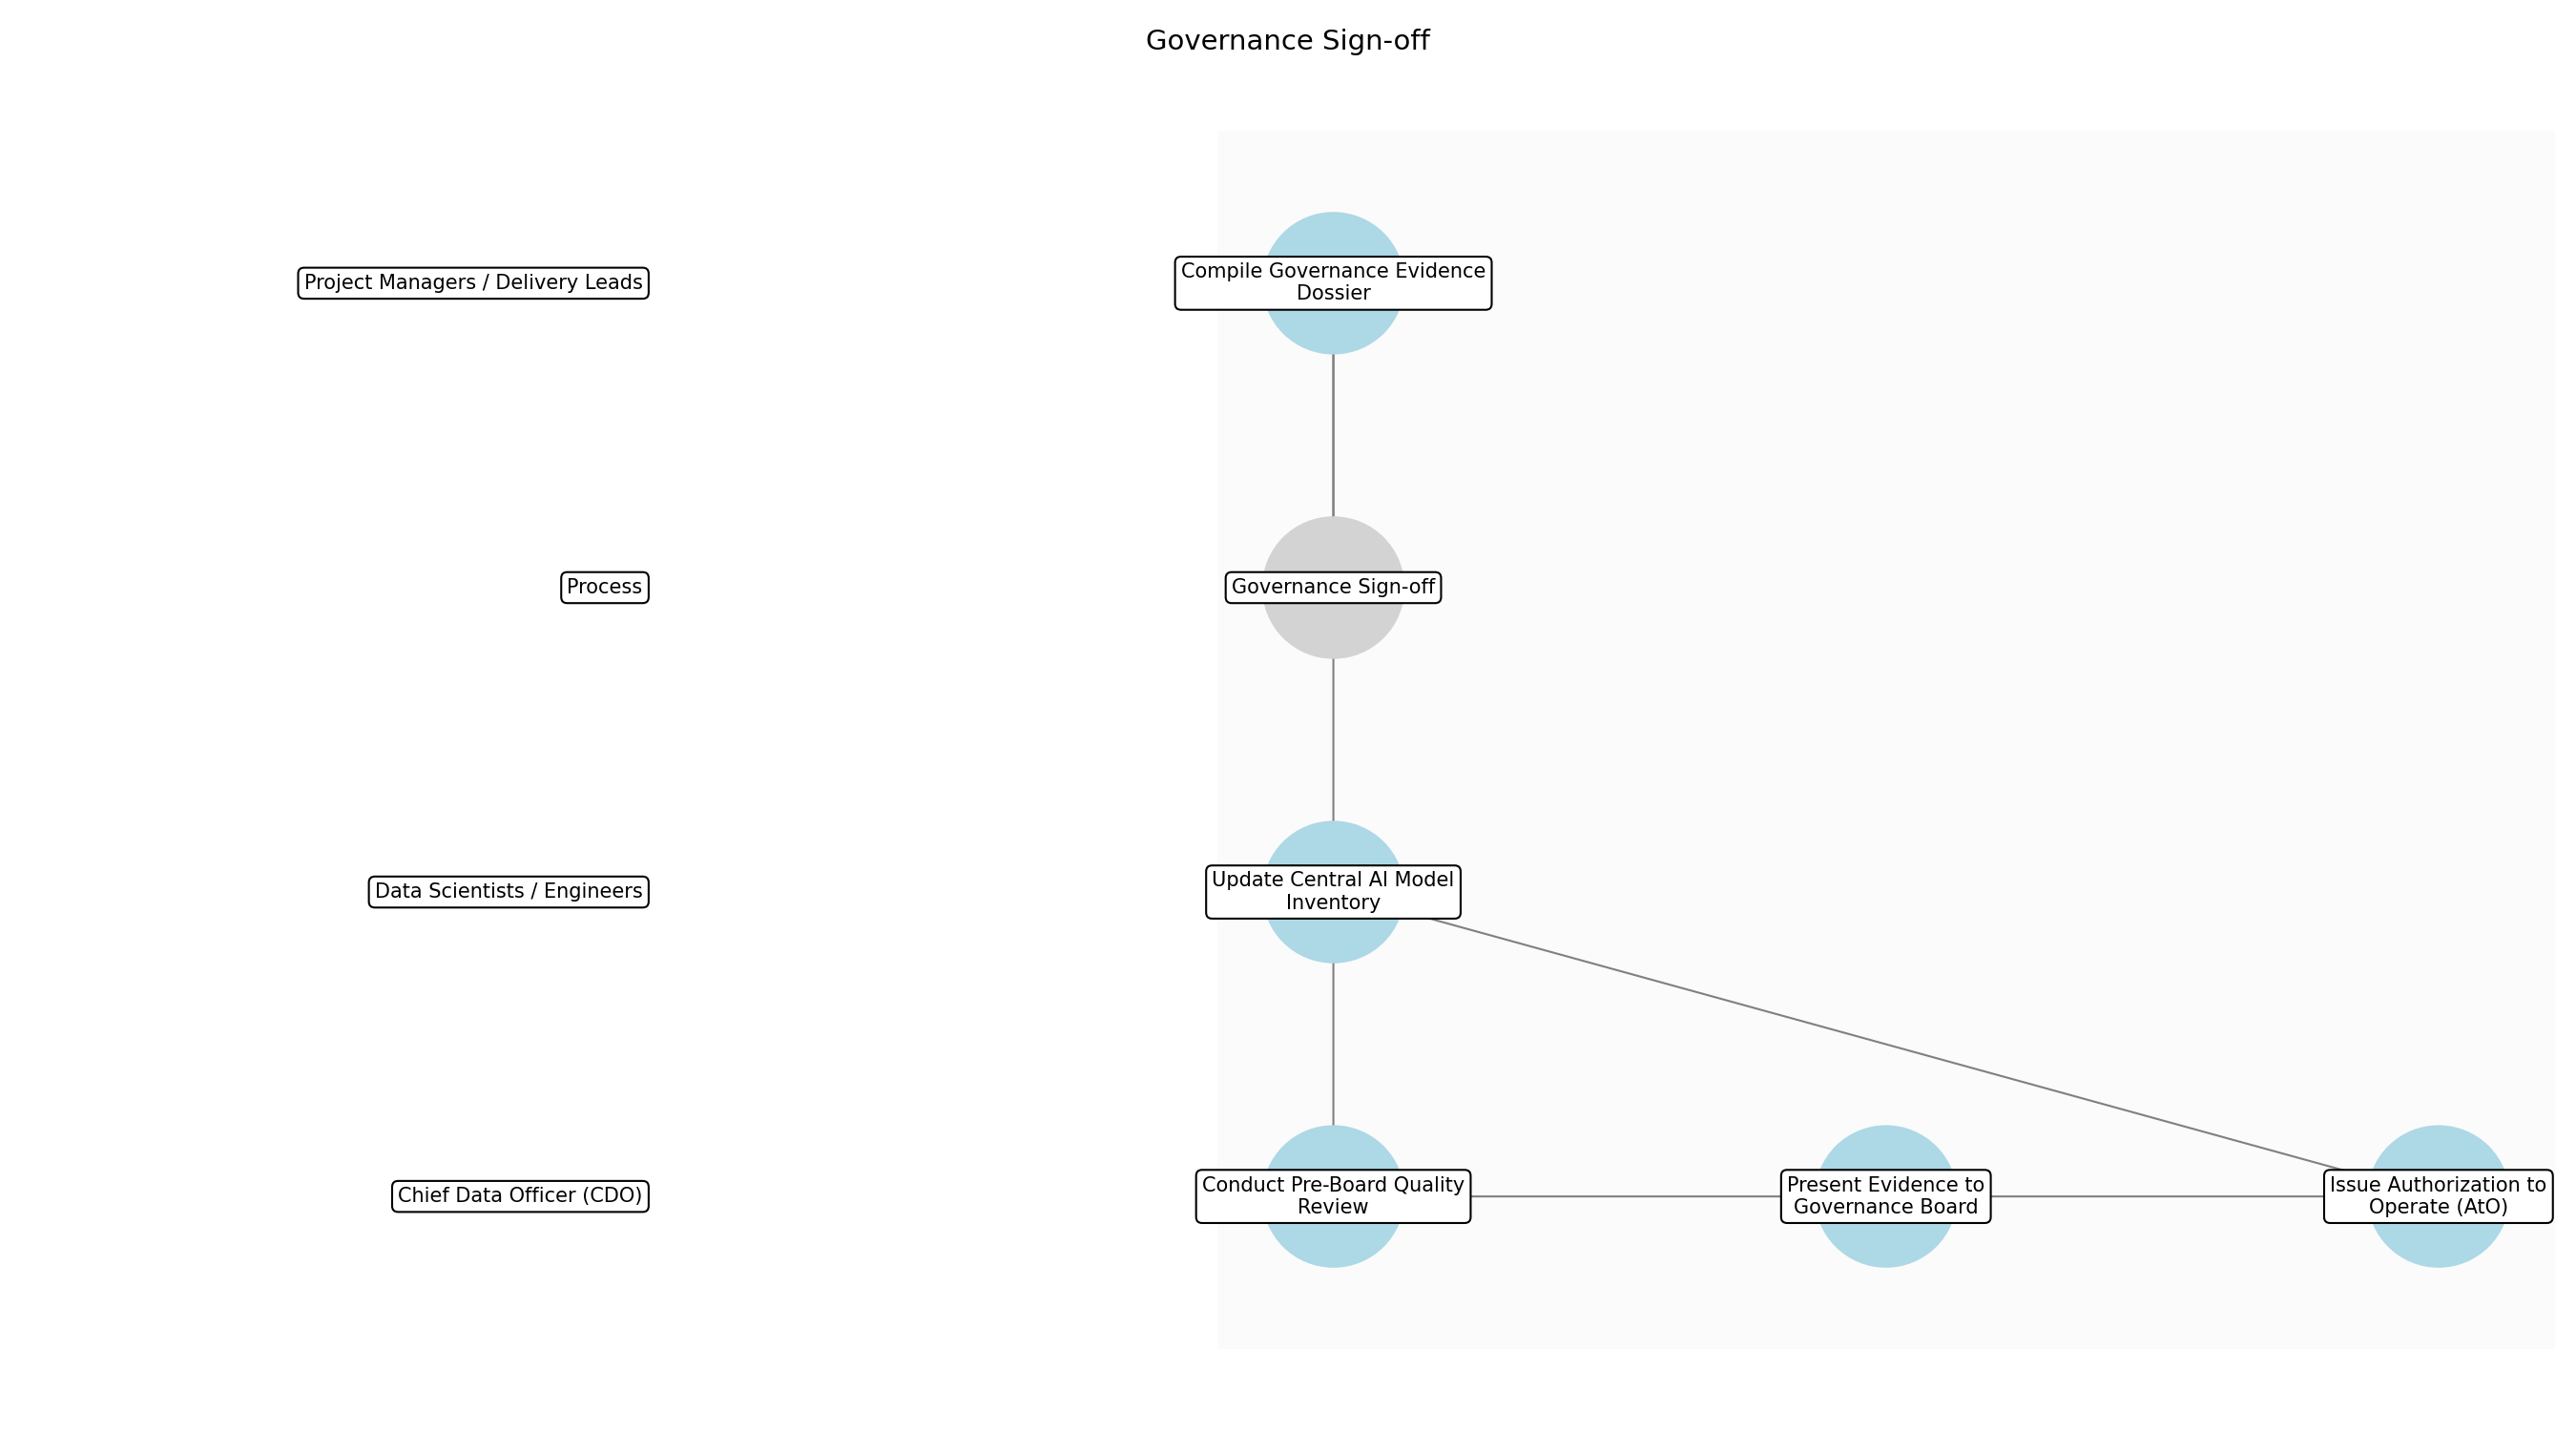 Governance Sign-off
Project Managers / Delivery Leads
Compile Governance Evidence
Dossier
Process
Governance Sign-off
Data Scientists / Engineers
Update Central AI Model
Inventory
Chief Data Officer (CDO)
Conduct Pre-Board Quality
Review
Present Evidence to
Governance Board
Issue Authorization to
Operate (AtO)